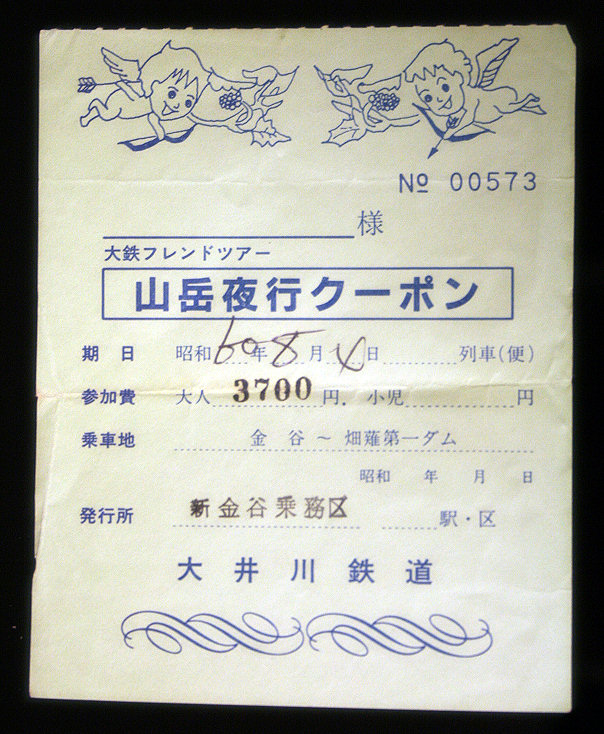 № 00573
様
大鉄フレンドツアー
山岳夜行クーポン
期日 昭和60年8月4日 列車(便)
参加費 大人 3700円. 小児 円
乗車地 金谷～畑薙第一ダム
昭和 年 月 日
発行所 新金谷乗務区 駅・区
大井川鉄道